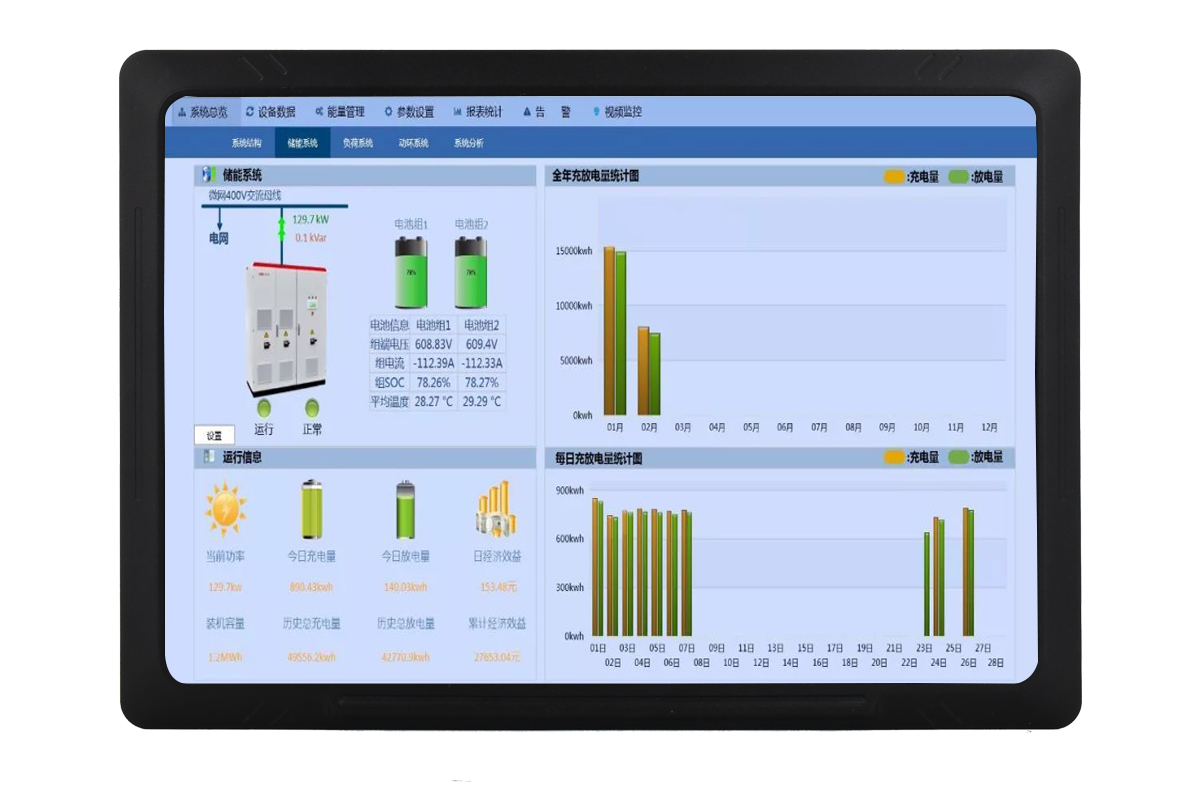 系统总览 设备数据 能量管理 参数设置 报表统计 告 警 视频监控
系统结构 储能系统 负荷系统 动环系统 系统分析
储能系统
微网400V交流母线
129.7 kW
0.1 kVar
电网
电池组1 电池组2
78% 78%
电池信息 电池组1 电池组2
组端电压 608.83V 609.4V
组电流 -112.39A -112.33A
组SOC 78.26% 78.27%
平均温度 28.27 °C 29.29 °C
运行 正常
设置
运行信息
当前功率 今日充电量 今日放电量 日经济效益
129.7kw 890.43kwh 140.03kwh -153.48元
装机容量 历史总充电量 历史总放电量 累计经济效益
1.2MWh 49556.2kwh 42770.9kwh 27653.04元
全年充放电量统计图 :充电量 :放电量
15000kwh
10000kwh
5000kwh
0kwh
01月 02月 03月 04月 05月 06月 07月 08月 09月 10月 11月 12月
每日充放电量统计图 :充电量 :放电量
900kwh
600kwh
300kwh
0kwh
01日 03日 05日 07日 09日 11日 13日 15日 17日 19日 21日 23日 25日 27日
02日 04日 06日 08日 10日 12日 14日 16日 18日 20日 22日 24日 26日 28日